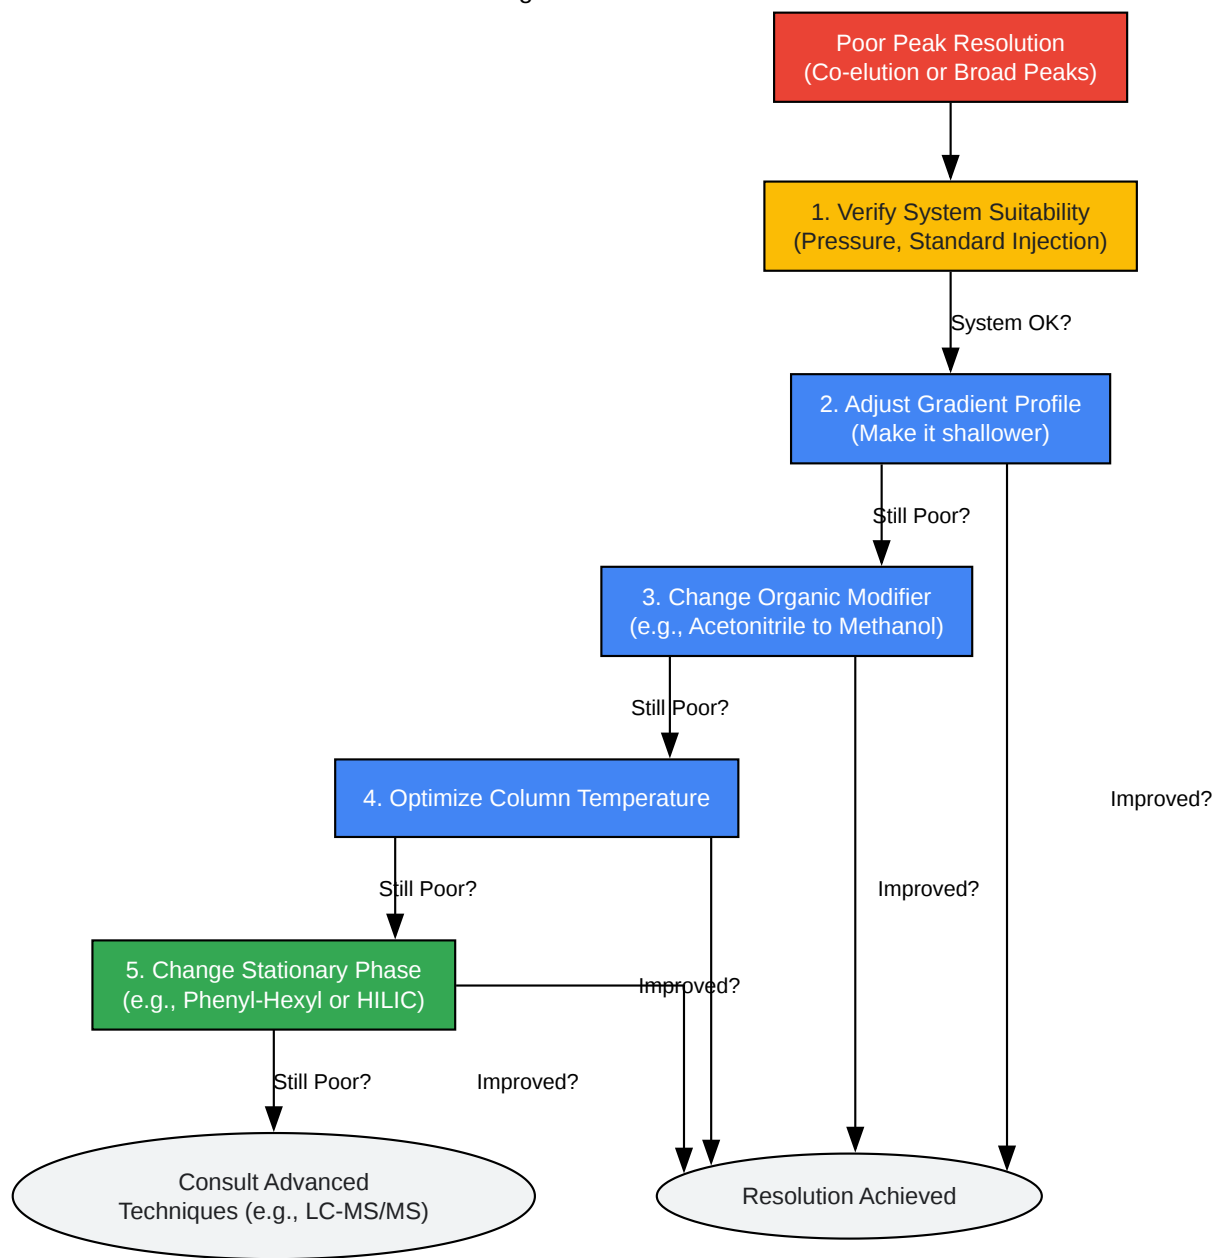 Poor Peak Resolution
(Co-elution or Broad Peaks)
1. Verify System Suitability
(Pressure, Standard Injection)
System OK?
2. Adjust Gradient Profile
(Make it shallower)
Still Poor?
3. Change Organic Modifier
(e.g., Acetonitrile to Methanol)
Still Poor?
4. Optimize Column Temperature
Improved?
Still Poor?
Improved?
5. Change Stationary Phase
(e.g., Phenyl-Hexyl or HILIC)
Improved?
Still Poor?
Improved?
Consult Advanced
Techniques (e.g., LC-MS/MS)
Resolution Achieved